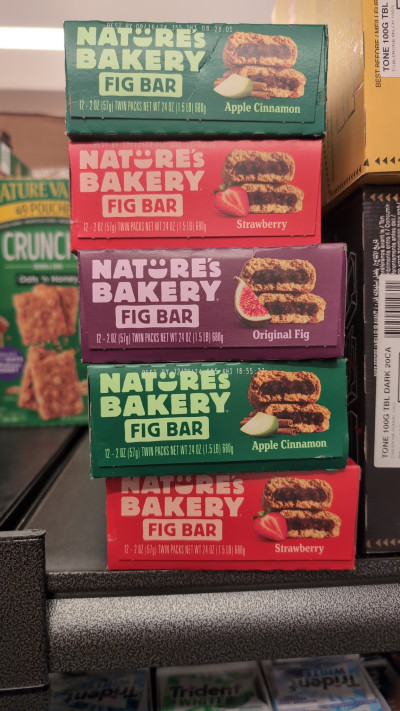 NATURE's
BAKERY
FIG BAR
12 - 2 OZ (57g) TWIN PACKS NET WT 24 OZ (1.5 LB) 680g
Apple Cinnamon
NATURE's
BAKERY
FIG BAR
12 - 2 OZ (57g) TWIN PACKS NET WT 24 OZ (1.5 LB) 680g
Strawberry
NATURE's
BAKERY
FIG BAR
12 - 2 OZ (57g) TWIN PACKS NET WT 24 OZ (1.5 LB) 680g
Original Fig
NATURE's
BAKERY
FIG BAR
12 - 2 OZ (57g) TWIN PACKS NET WT 24 OZ (1.5 LB) 680g
Apple Cinnamon
NATURE's
BAKERY
FIG BAR
12 - 2 OZ (57g) TWIN PACKS NET WT 24 OZ (1.5 LB) 680g
Strawberry
NATURE VA
CRUNC
Oats 'n Honey
TONE 100G TBL
TONE 100G TBL DARK 20CA
Trident
Trident
Trident